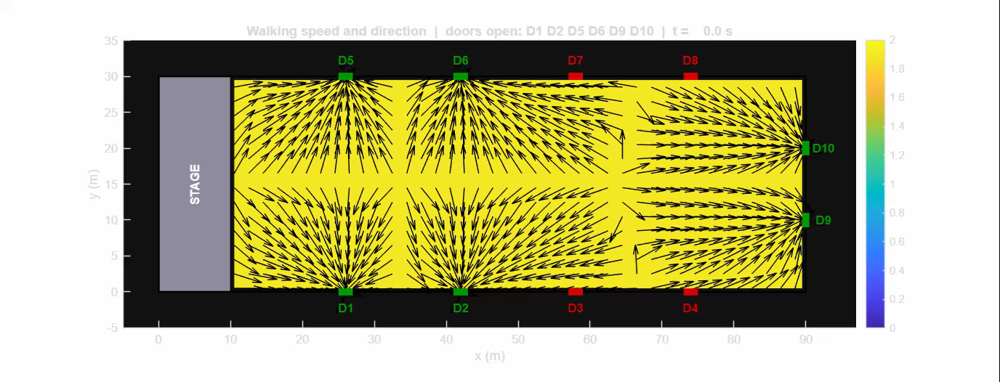 Walking speed and direction | doors open: D1 D2 D5 D6 D9 D10 | t = 0.0 s
35
30
25
20
15
10
5
0
-5
y (m)
D5 D6 D7 D8
STAGE
D10
D9
D1 D2 D3 D4
0 10 20 30 40 50 60 70 80 90
x (m)
2
1.8
1.6
1.4
1.2
1
0.8
0.6
0.4
0.2
0